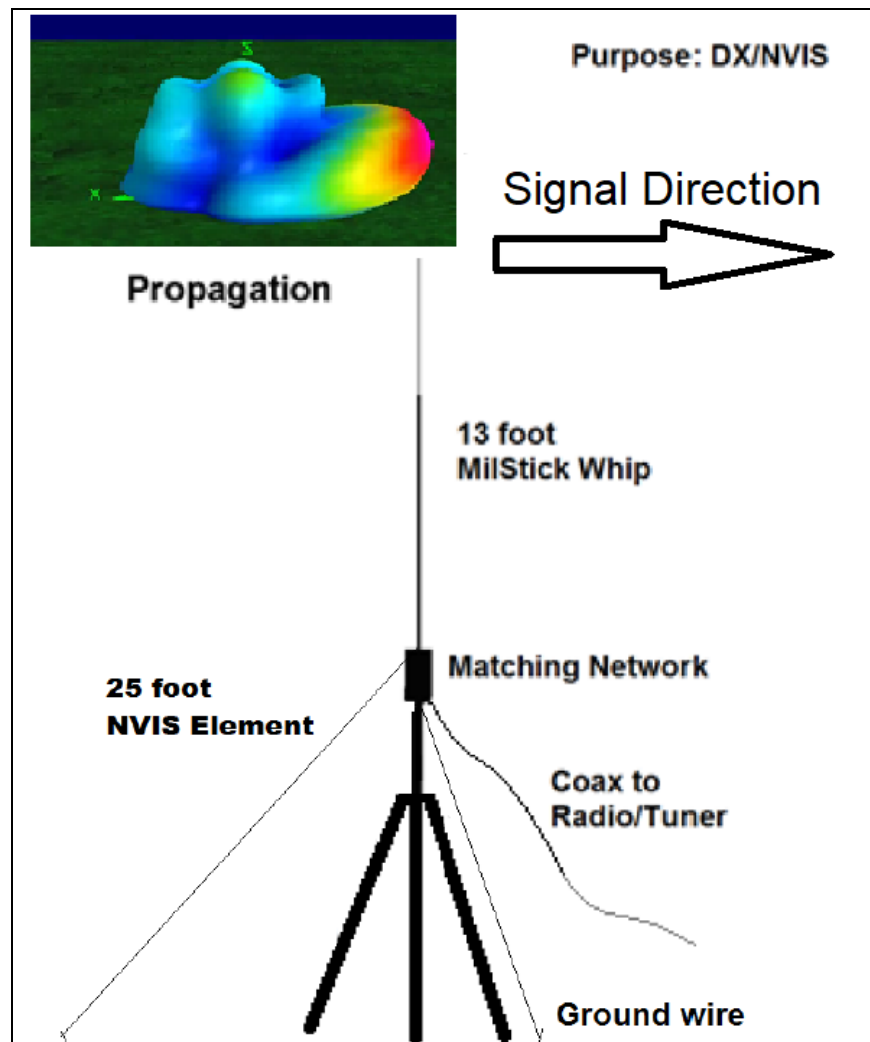 Z
X
Purpose: DX/NVIS
Signal Direction
Propagation
13 foot
MilStick Whip
Matching Network
25 foot
NVIS Element
Coax to
Radio/Tuner
Ground wire